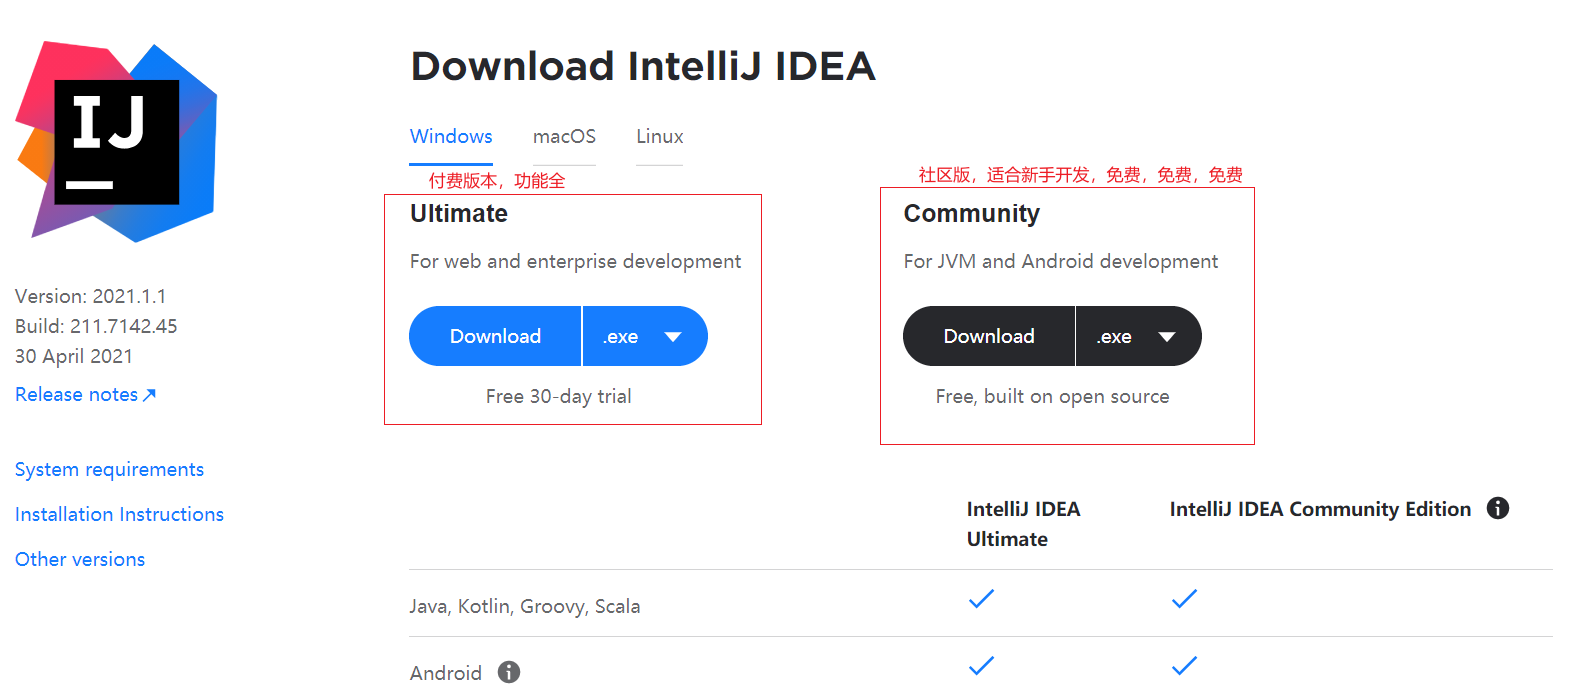 IJ
Download IntelliJ IDEA
Windows macOS Linux
付费版本，功能全
社区版，适合新手开发，免费，免费，免费
Ultimate
For web and enterprise development
Download .exe
Free 30-day trial
Community
For JVM and Android development
Download .exe
Free, built on open source
Version: 2021.1.1
Build: 211.7142.45
30 April 2021
Release notes
System requirements
Installation Instructions
Other versions
IntelliJ IDEA
Ultimate
IntelliJ IDEA Community Edition
Java, Kotlin, Groovy, Scala
Android